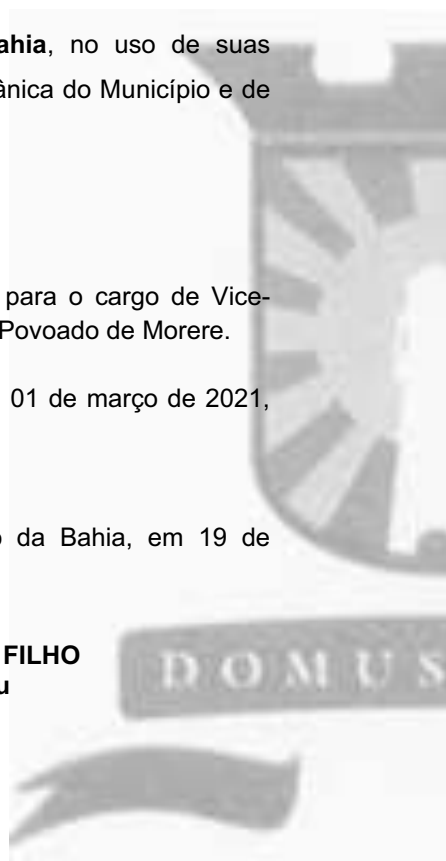 ahia, no uso de suas
ânica do Município e de
para o cargo de Vice-
Povoado de Morere.
01 de março de 2021,
da Bahia, em 19 de
FILHO
u
DOMUS